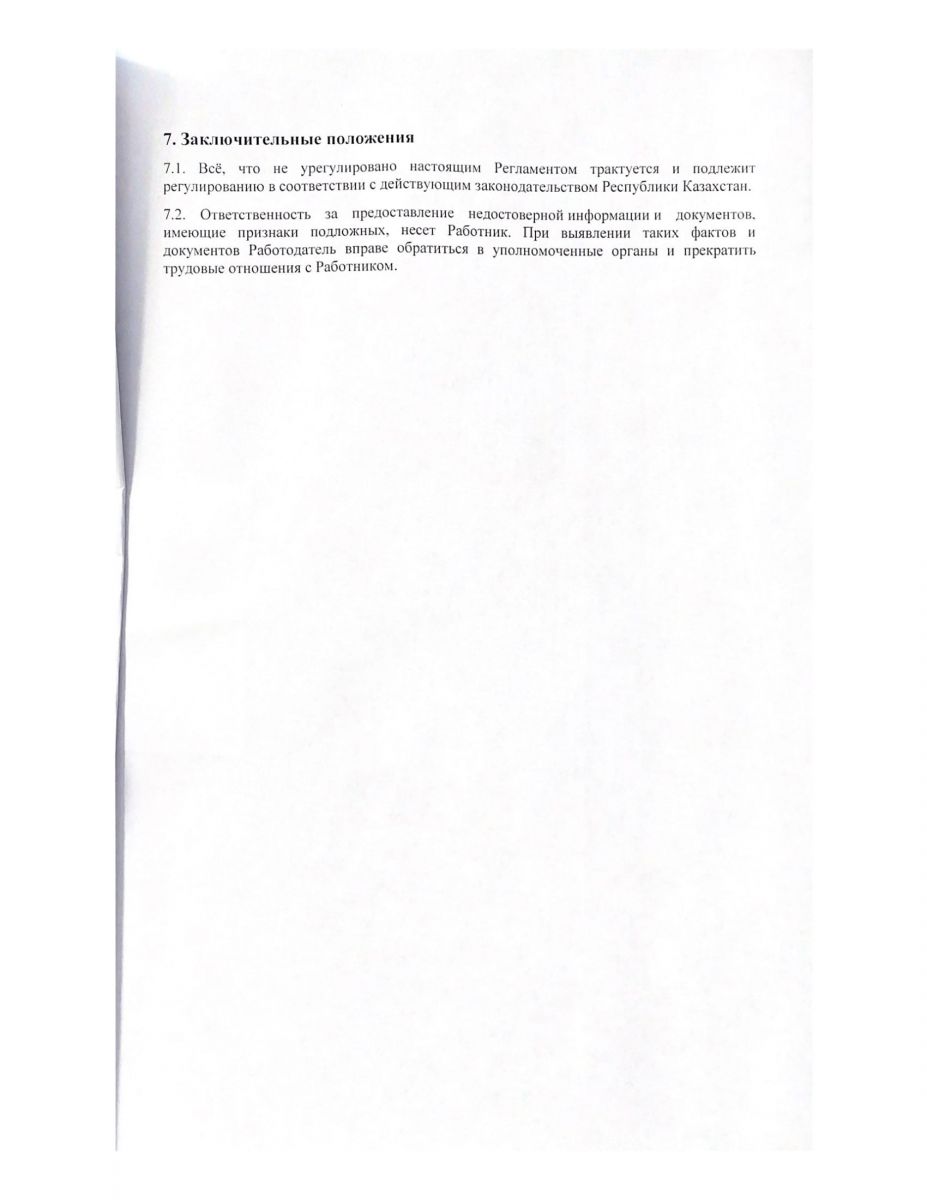 7. Заключительные положения
7.1. Всё, что не урегулировано настоящим Регламентом трактуется и подлежит
регулированию в соответствии с действующим законодательством Республики Казахстан.
7.2. Ответственность за предоставление недостоверной информации и документов,
имеющие признаки подложных, несет Работник. При выявлении таких фактов и
документов Работодатель вправе обратиться в уполномоченные органы и прекратить
трудовые отношения с Работником.